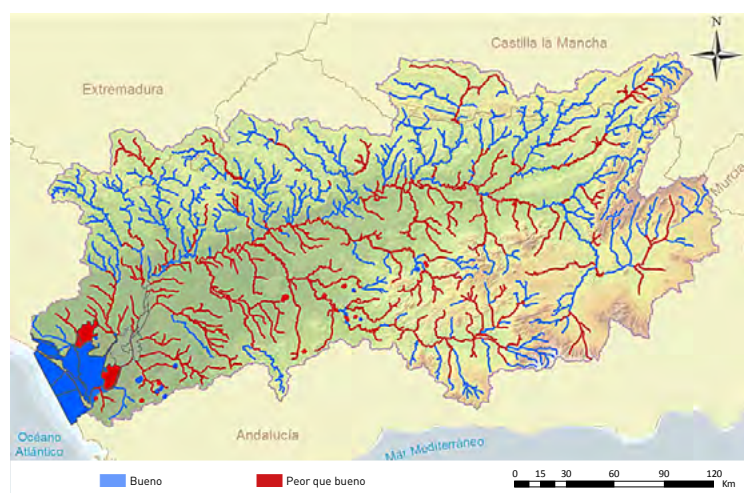 N
Castilla la Mancha
Extremadura
Murcia
Andalucía
Océano
Atlántico
Mar Mediterráneo
Bueno
Peor que bueno
0 15 30 60 90 120
Km